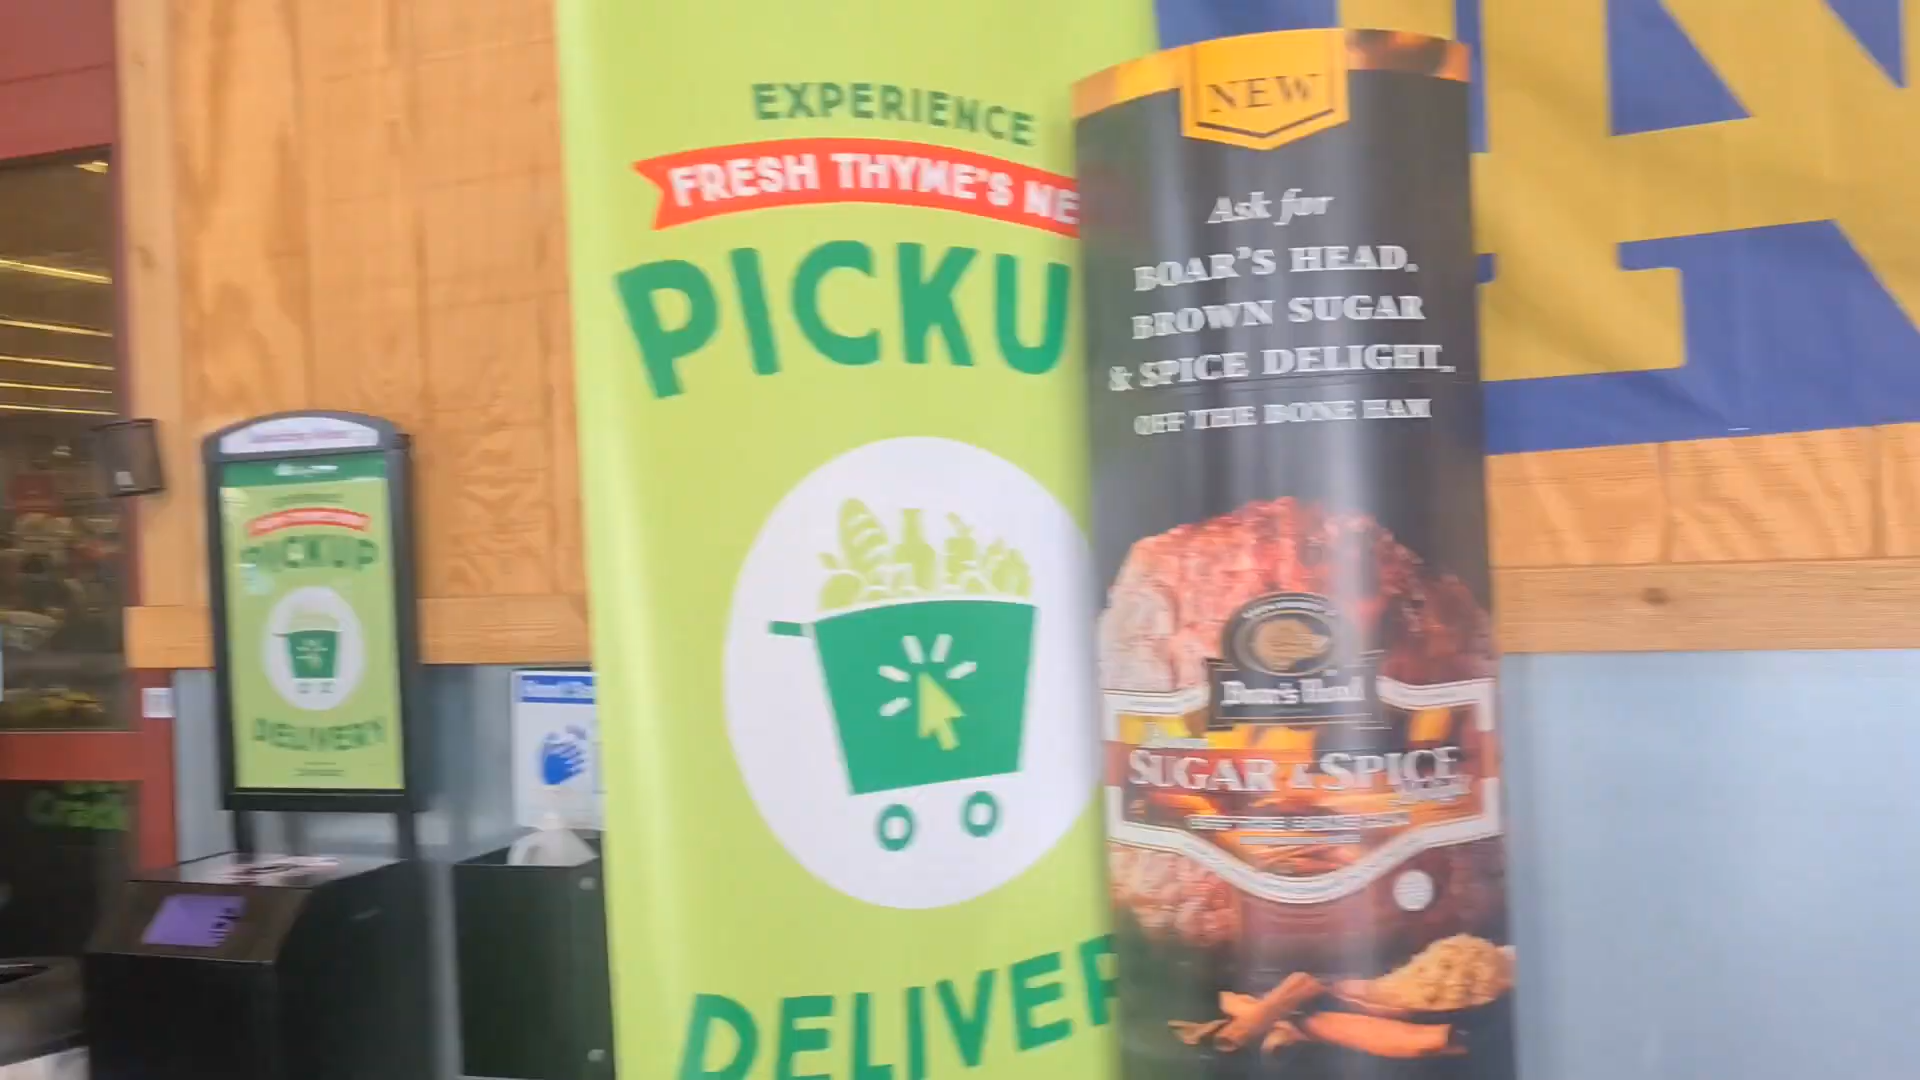 EXPERIENCE
FRESH THYME'S NE
PICKU
DELIVER
NEW
Ask for
BOAR'S HEAD.
BROWN SUGAR
& SPICE DELIGHT.
OFF THE BONE HAM
Boar's Head
SUGAR & SPICE
PICKUP
DELIVERY